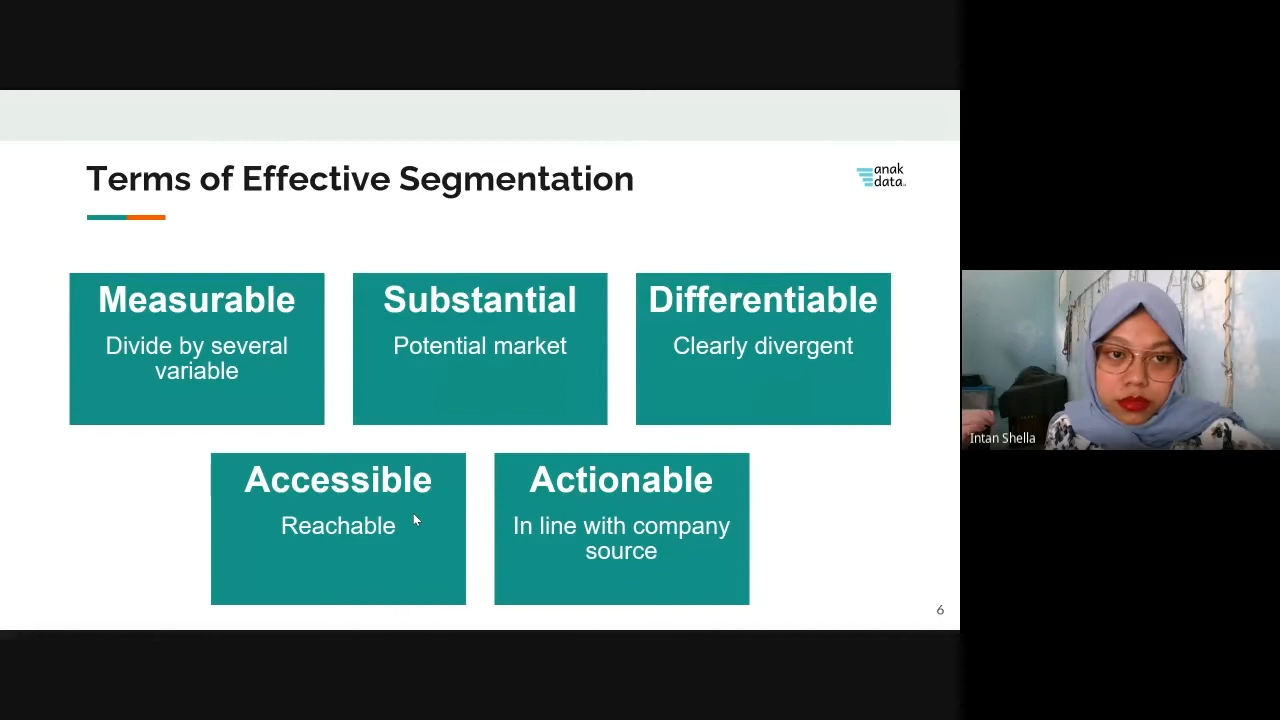 Terms of Effective Segmentation
anak
data
Measurable
Divide by several
variable
Substantial
Potential market
Differentiable
Clearly divergent
Accessible
Reachable
Actionable
In line with company
source
6
Intan Shella